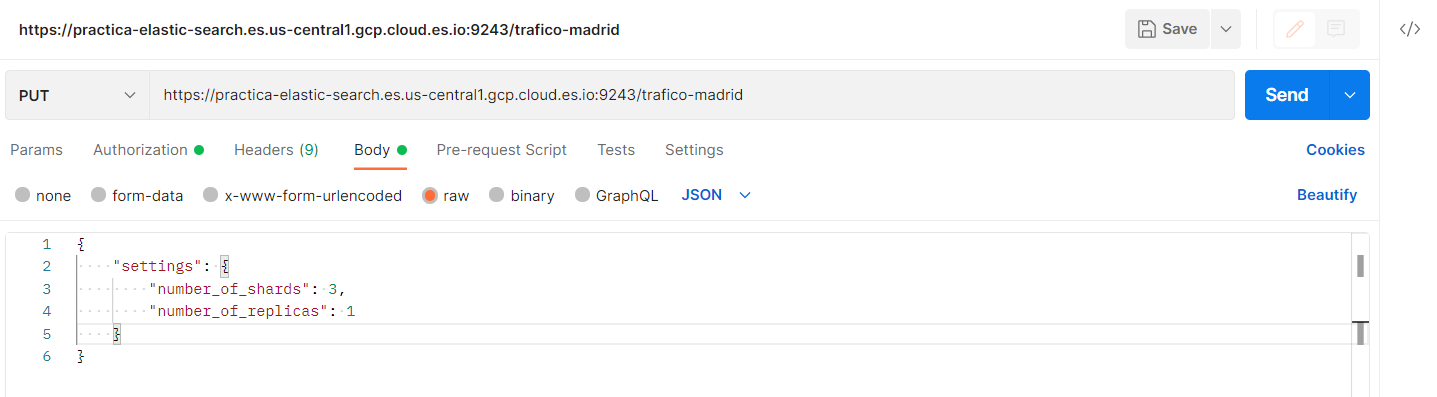 https://practica-elastic-search.es.us-central1.gcp.cloud.es.io:9243/trafico-madrid
Save
</>
PUT
https://practica-elastic-search.es.us-central1.gcp.cloud.es.io:9243/trafico-madrid
Send
Params Authorization Headers (9) Body Pre-request Script Tests Settings Cookies
none form-data x-www-form-urlencoded raw binary GraphQL JSON Beautify
1 {
2 "settings": {
3 "number_of_shards": 3,
4 "number_of_replicas": 1
5 }
6 }